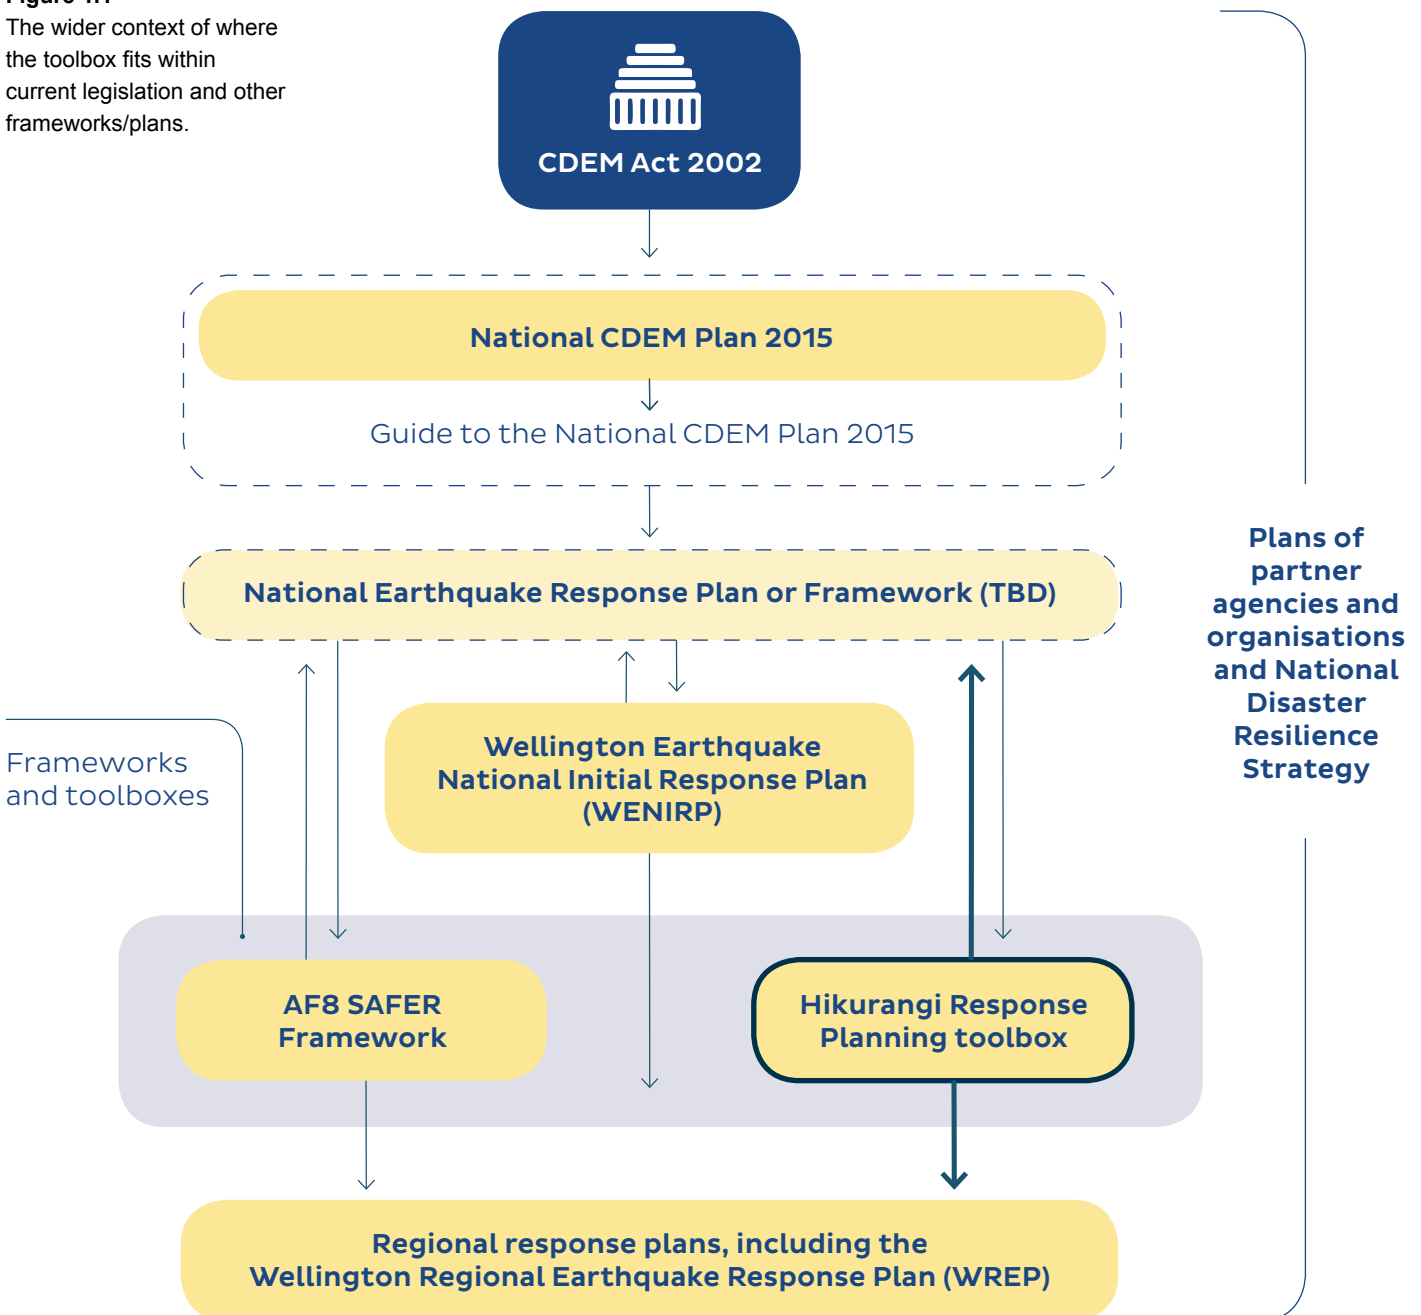 The wider context of where
the toolbox fits within
current legislation and other
frameworks/plans.
CDEM Act 2002
National CDEM Plan 2015
Guide to the National CDEM Plan 2015
National Earthquake Response Plan or Framework (TBD)
Plans of
partner
agencies and
organisations
and National
Disaster
Resilience
Strategy
Wellington Earthquake
National Initial Response Plan
(WENIRP)
Frameworks
and toolboxes
AF8 SAFER
Framework
Hikurangi Response
Planning toolbox
Regional response plans, including the
Wellington Regional Earthquake Response Plan (WREP)